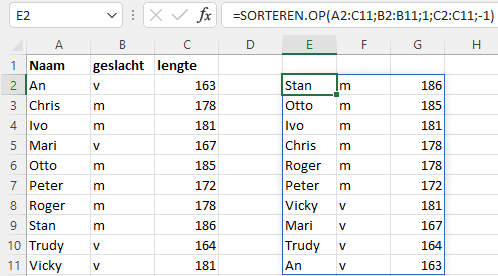 E2 fx =SORTEREN.OP(A2:C11;B2:B11;1;C2:C11;-1)
A B C D E F G H
1 Naam geslacht lengte
2 An v 163 Stan m 186
3 Chris m 178 Otto m 185
4 Ivo m 181 Ivo m 181
5 Mari v 167 Chris m 178
6 Otto m 185 Roger m 178
7 Peter m 172 Peter m 172
8 Roger m 178 Vicky v 181
9 Stan m 186 Mari v 167
10 Trudy v 164 Trudy v 164
11 Vicky v 181 An v 163